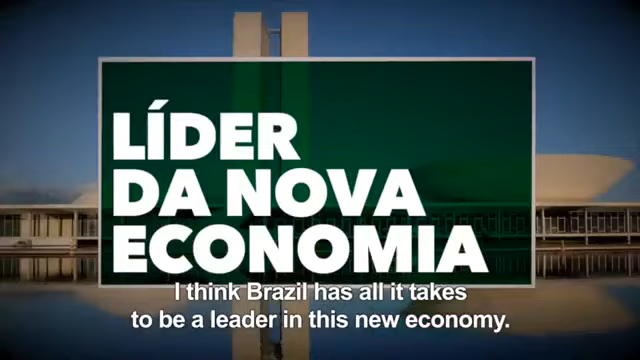 LÍDER
DA NOVA
ECONOMIA
I think Brazil has all it takes
to be a leader in this new economy.